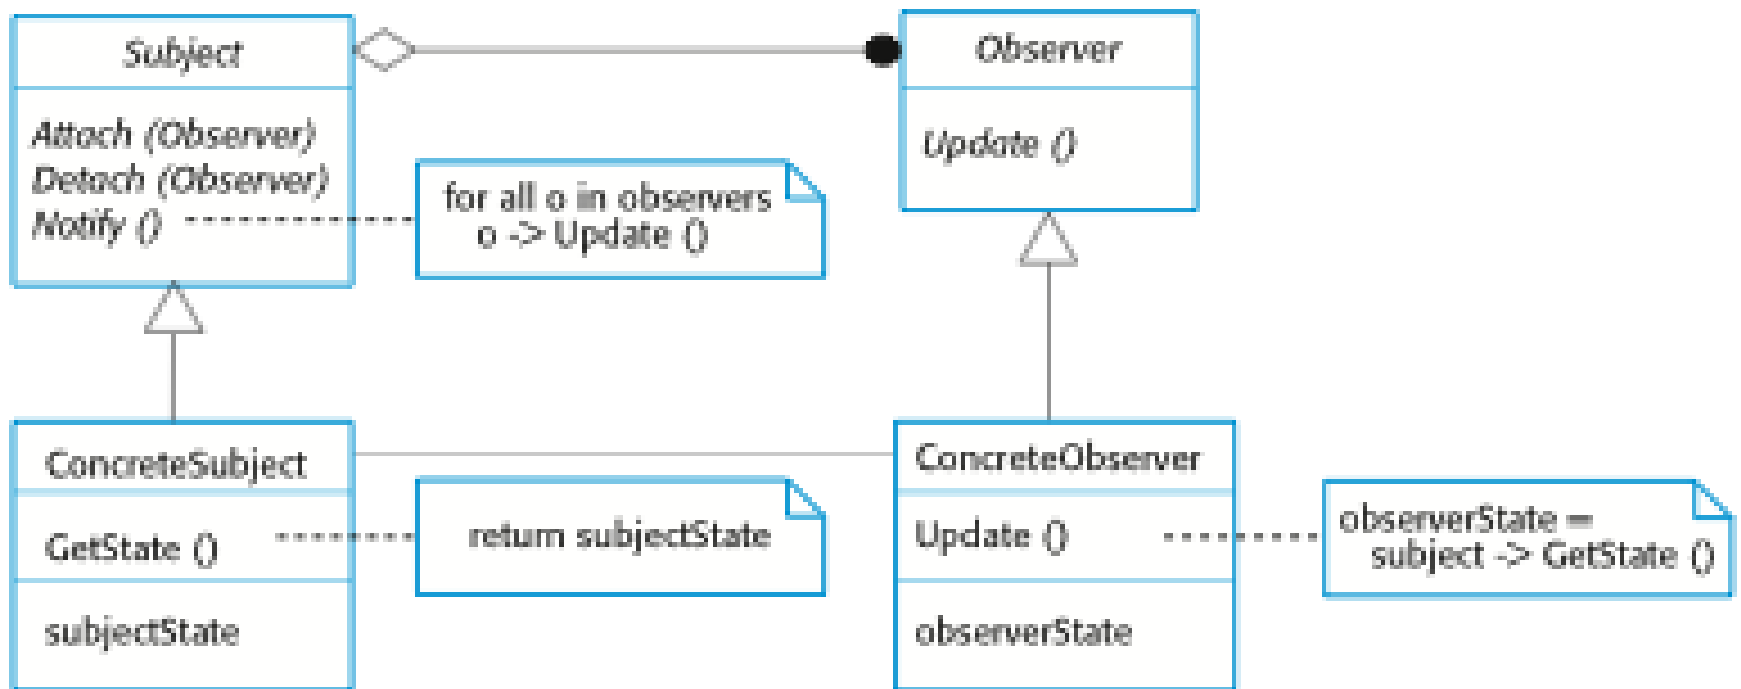 Subject
Attach (Observer)
Detach (Observer)
Notify ()
for all o in observers
o -> Update ()
Observer
Update ()
ConcreteSubject
GetState ()
subjectState
return subjectState
ConcreteObserver
Update ()
observerState
observerState =
subject -> GetState ()